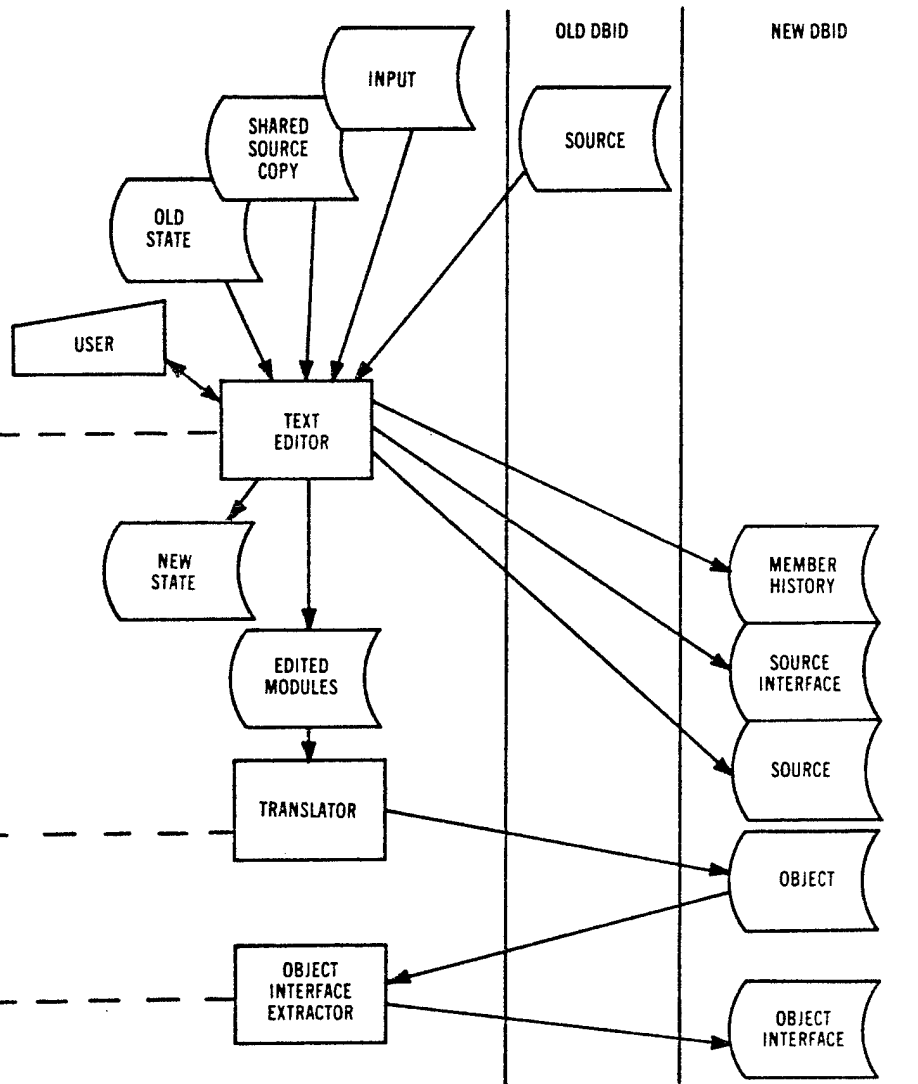 OLD DBID
NEW DBID
INPUT
SHARED
SOURCE
COPY
SOURCE
OLD
STATE
USER
TEXT
EDITOR
NEW
STATE
MEMBER
HISTORY
EDITED
MODULES
SOURCE
INTERFACE
SOURCE
TRANSLATOR
OBJECT
OBJECT
INTERFACE
EXTRACTOR
OBJECT
INTERFACE